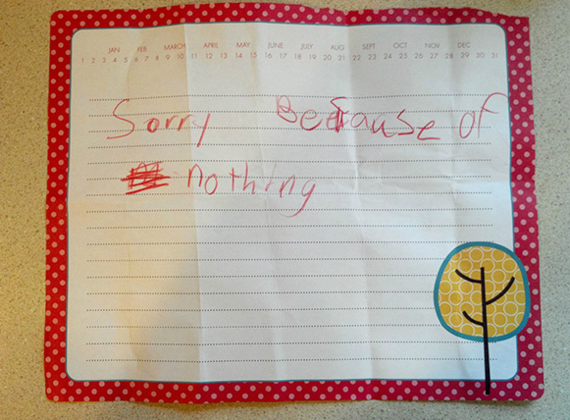 JAN FEB MARCH APRIL MAY JUNE JULY AUG SEPT OCT NOV DEC
1 2 3 4 5 6 7 8 9 10 11 12 13 14 15 16 17 18 19 20 21 22 23 24 25 26 27 28 29 30 31
Sorry Because of
nothing